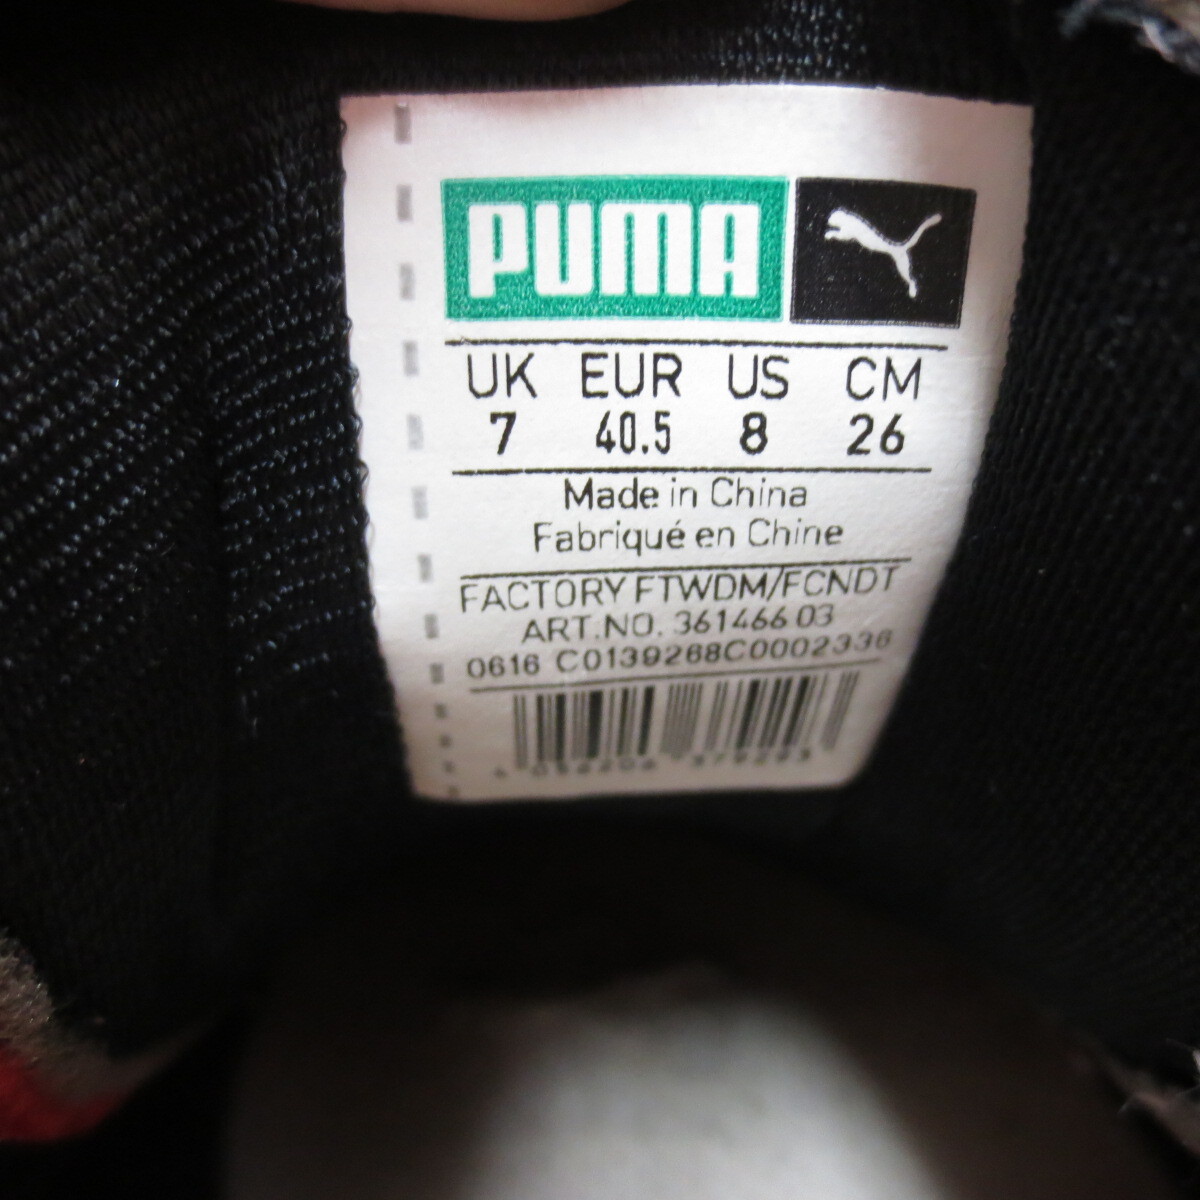 PUMA
UK EUR US CM
7 40.5 8 26
Made in China
Fabriqué en Chine
FACTORY FTWDM/FCNDT
ART.NO. 361466 03
0616 C0139268C0002336